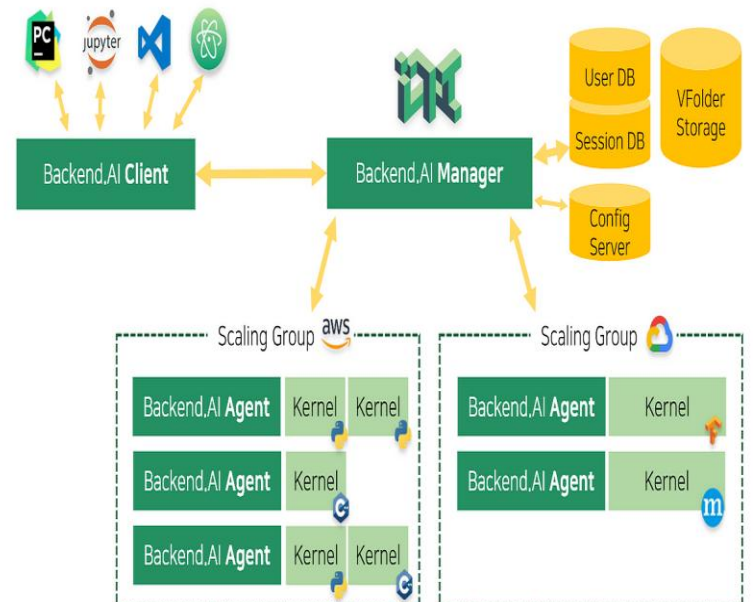 PC
Jupyter
User DB
VFolder
Storage
Session DB
Backend.AI Client
Backend.AI Manager
Config
Server
Scaling Group aws
Scaling Group
Backend.AI Agent Kernel Kernel
Backend.AI Agent Kernel
Backend.AI Agent Kernel
C
Backend.AI Agent Kernel
m
Backend.AI Agent Kernel Kernel
C